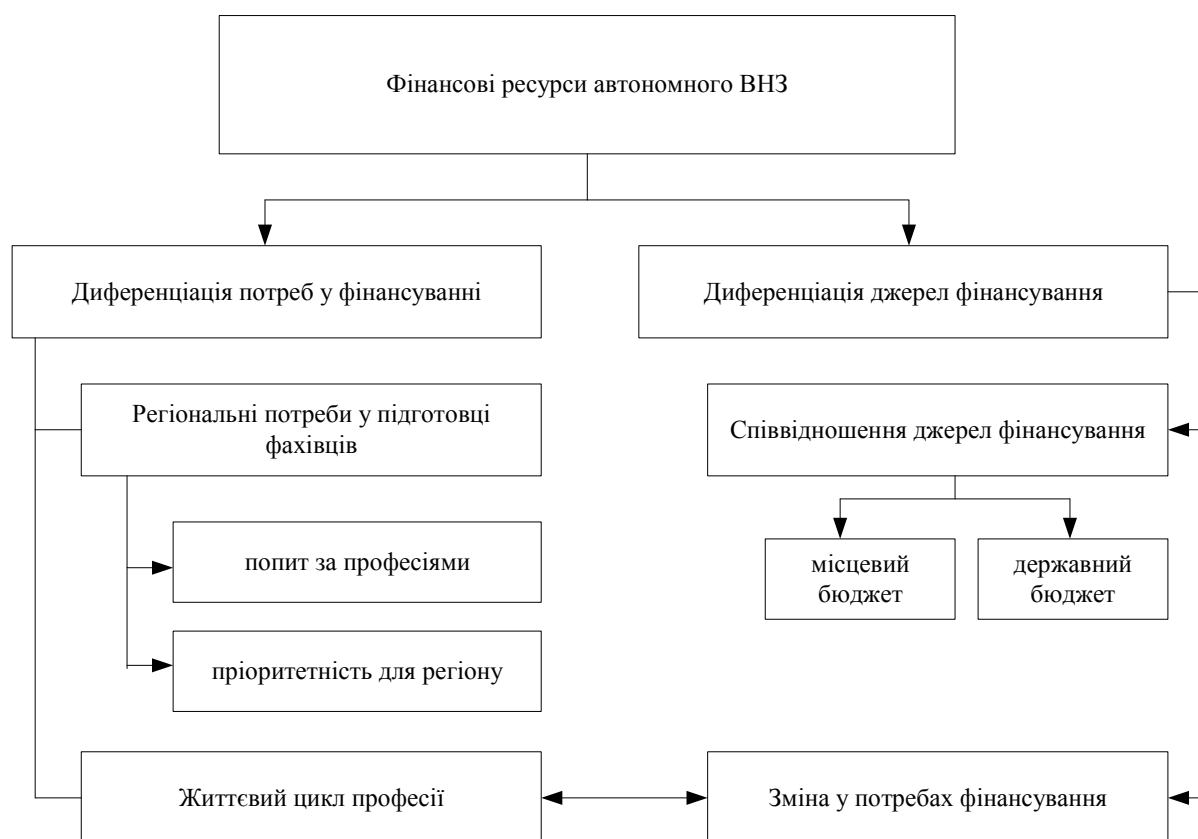 Фінансові ресурси автономного ВНЗ
Диференціація потреб у фінансуванні
Диференціація джерел фінансування
Регіональні потреби у підготовці
фахівців
Співвідношення джерел фінансування
попит за професіями
місцевий
бюджет
державний
бюджет
пріоритетність для регіону
Життєвий цикл професії
Зміна у потребах фінансування